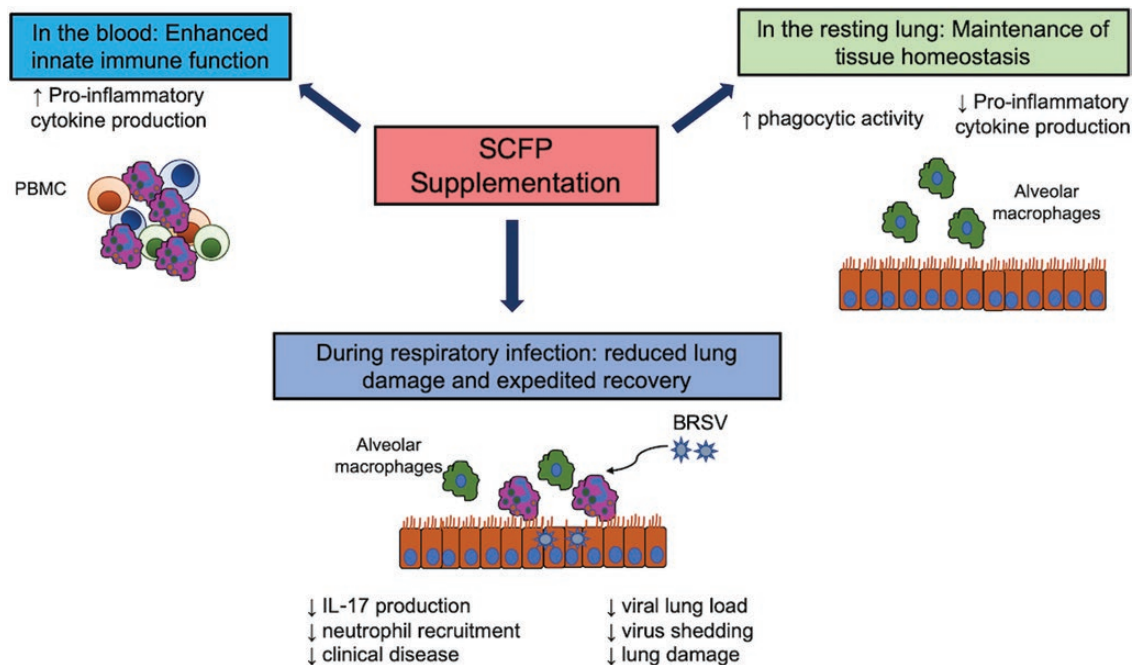 In the blood: Enhanced
innate immune function
↑ Pro-inflammatory
cytokine production
PBMC
SCFP
Supplementation
In the resting lung: Maintenance of
tissue homeostasis
↑ phagocytic activity
↓ Pro-inflammatory
cytokine production
Alveolar
macrophages
During respiratory infection: reduced lung
damage and expedited recovery
BRSV
Alveolar
macrophages
↓ IL-17 production
↓ neutrophil recruitment
↓ clinical disease
↓ viral lung load
↓ virus shedding
↓ lung damage